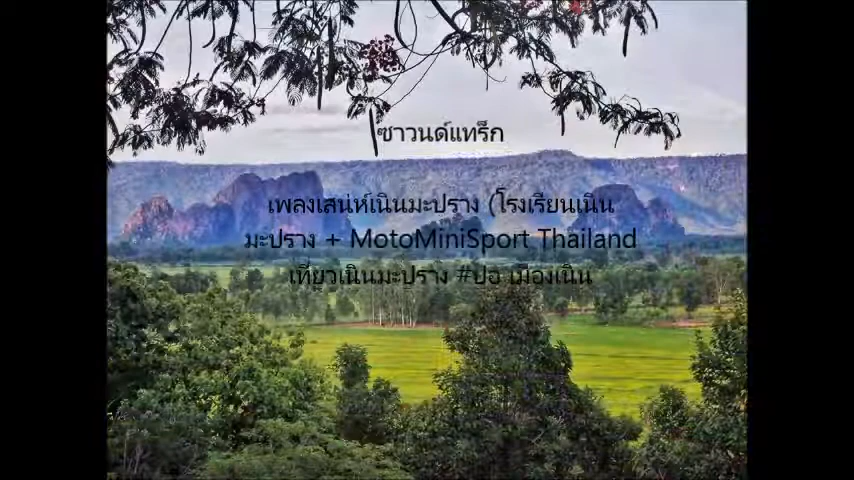 ซาวนด์แทร็ก
เพลงเสน่ห์เนินมะปราง (โรงเรียนเนิน
มะปราง + MotoMiniSport Thailand
เที่ยวเนินมะปราง #ปอ เมืองเนิน